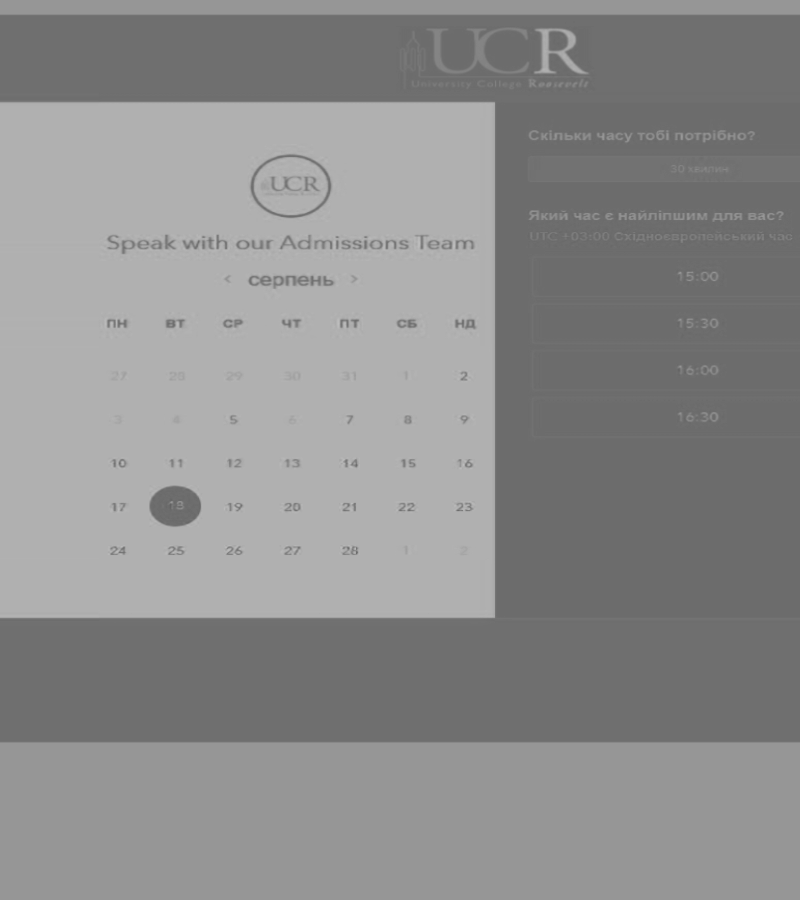 UCR
University College Roosevelt
UCR
Speak with our Admissions Team
< серпень >
ПН ВТ СР ЧТ ПТ СБ НД
27 28 29 30 31 1 2
3 4 5 6 7 8 9
10 11 12 13 14 15 16
17 18 19 20 21 22 23
24 25 26 27 28 1 2
Скільки часу тобі потрібно?
30 хвилин
Який час є найліпшим для вас?
UTC +03:00 Східноєвропейський час
15:00
15:30
16:00
16:30